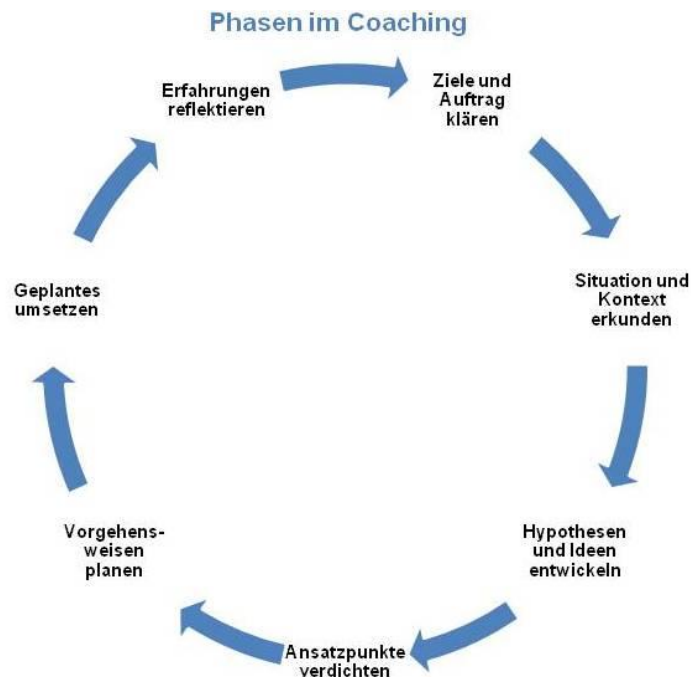 Phasen im Coaching
Ziele und
Auftrag
klären
Situation und
Kontext
erkunden
Hypothesen
und Ideen
entwickeln
Ansatzpunkte
verdichten
Vorgehens-
weisen
planen
Geplantes
umsetzen
Erfahrungen
reflektieren